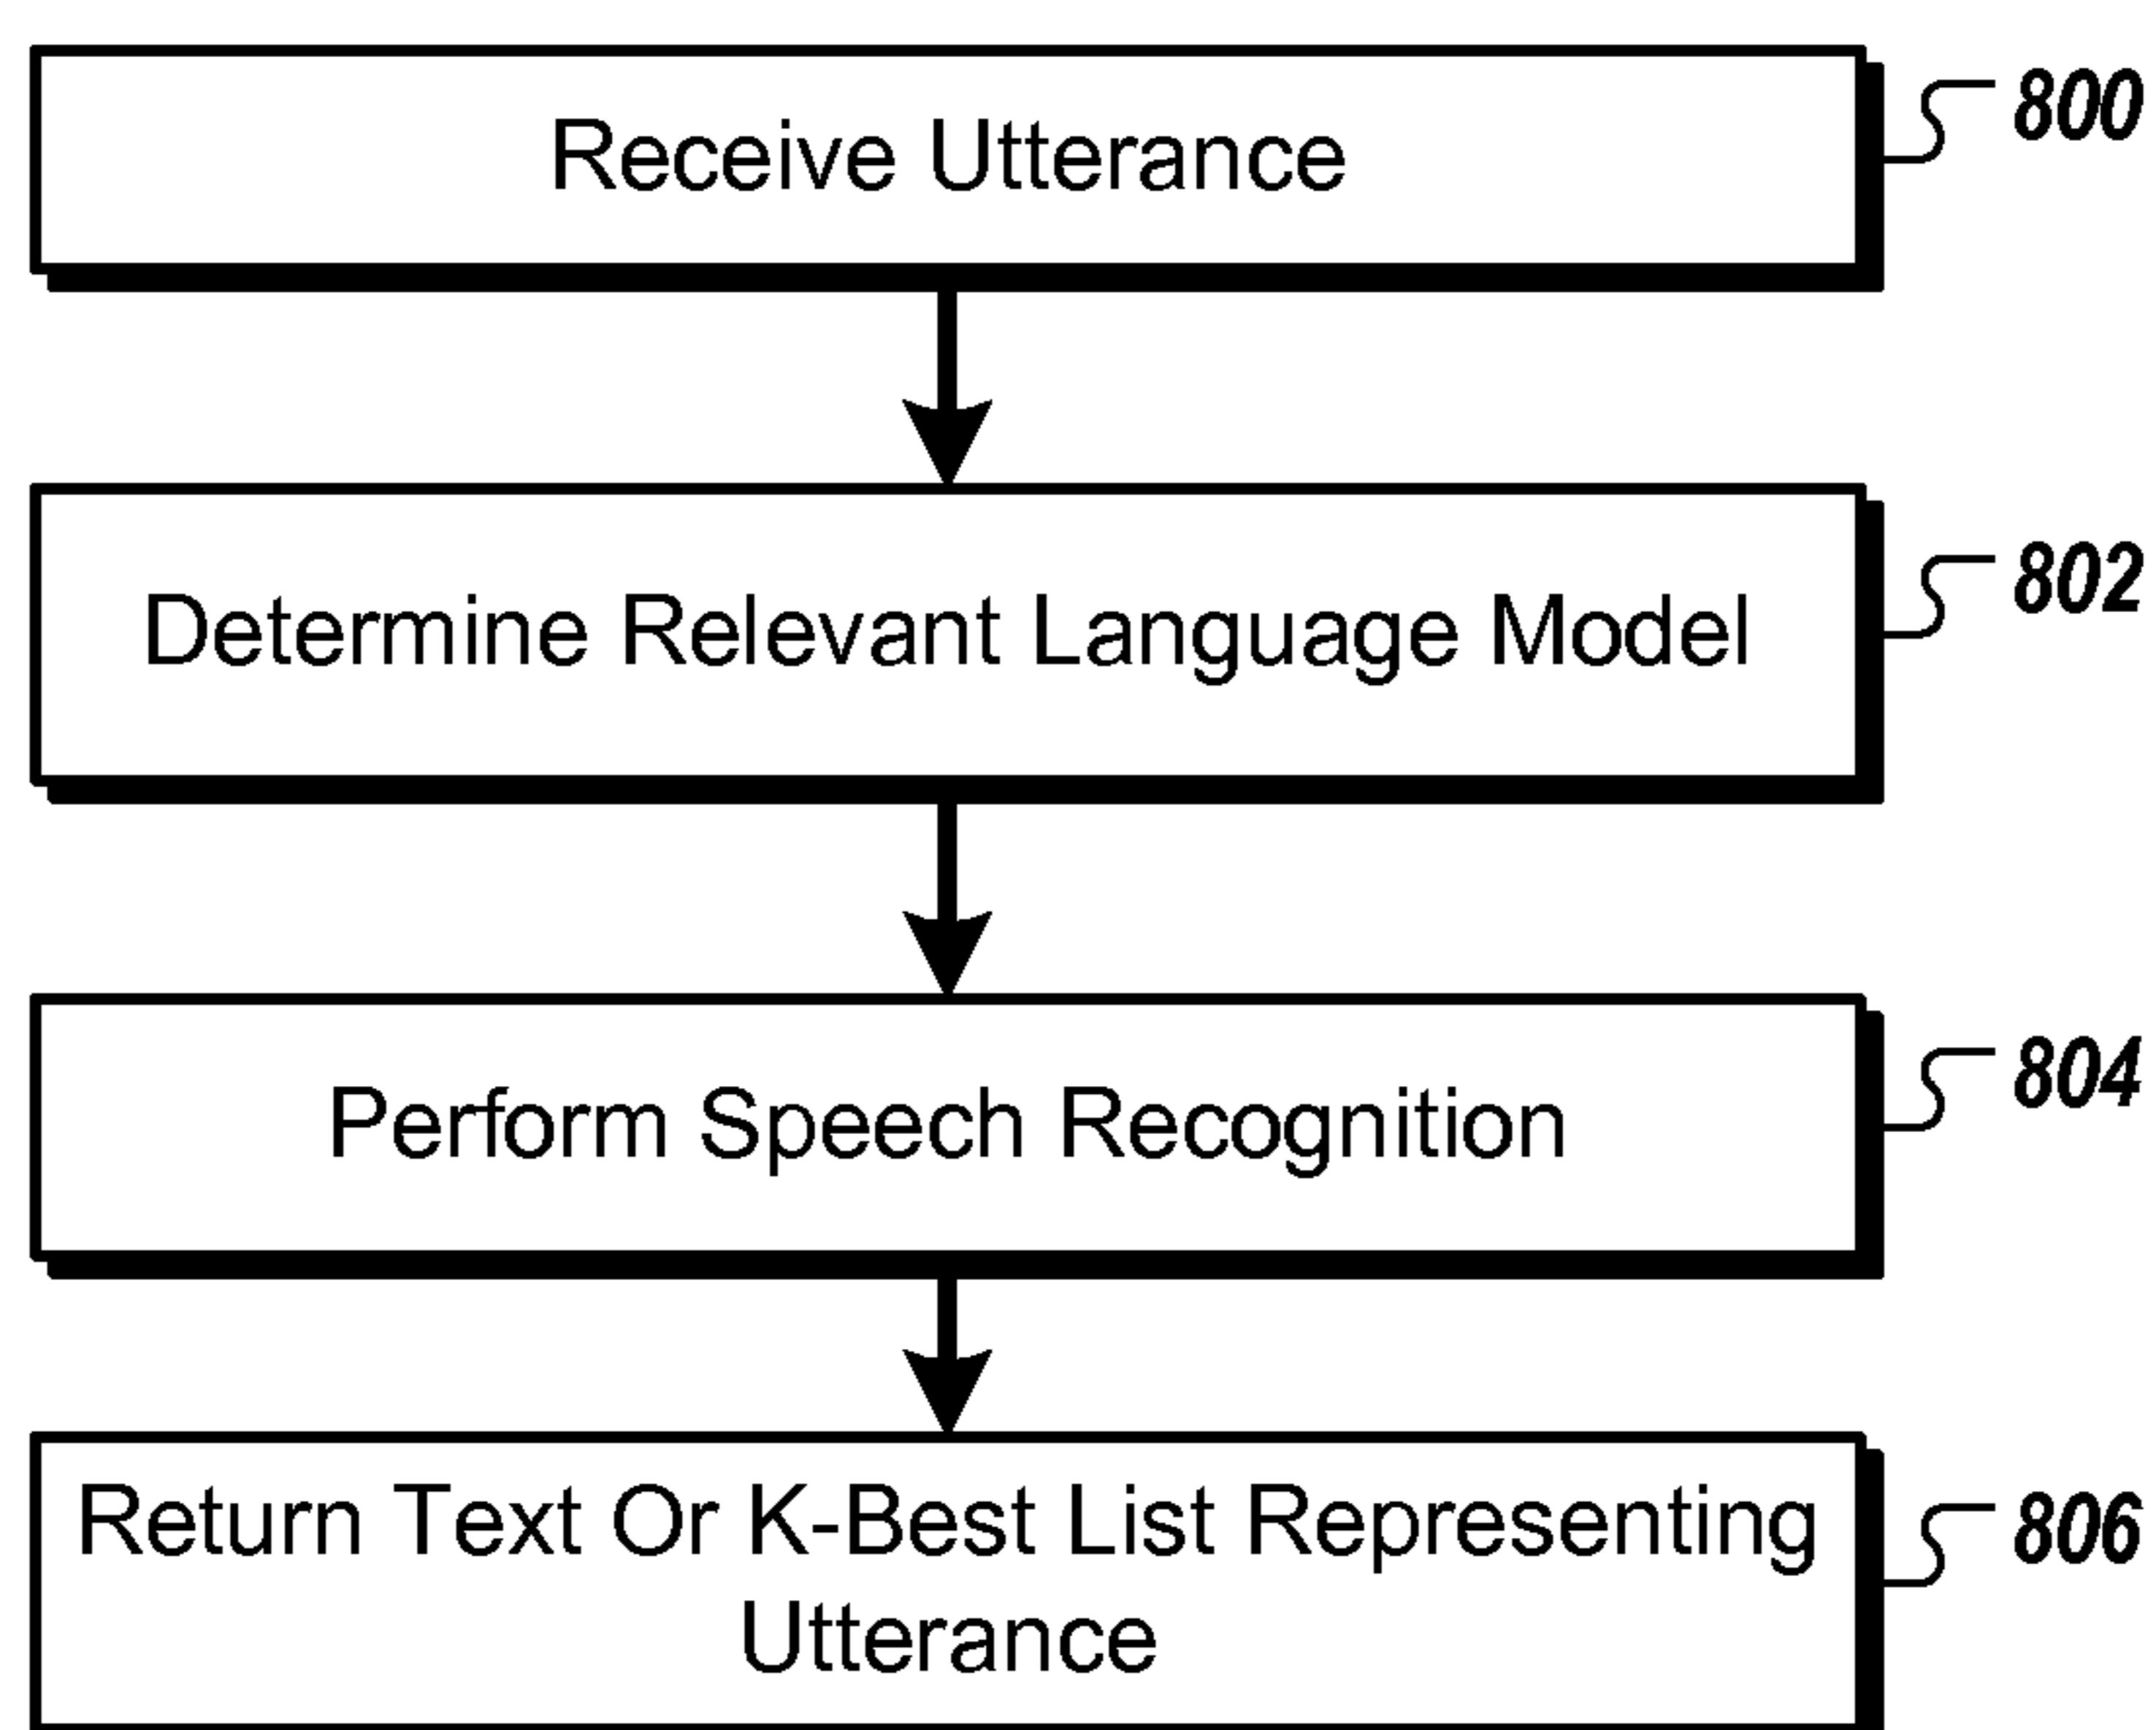 Receive Utterance
800
Determine Relevant Language Model
802
Perform Speech Recognition
804
Return Text Or K-Best List Representing
Utterance
806